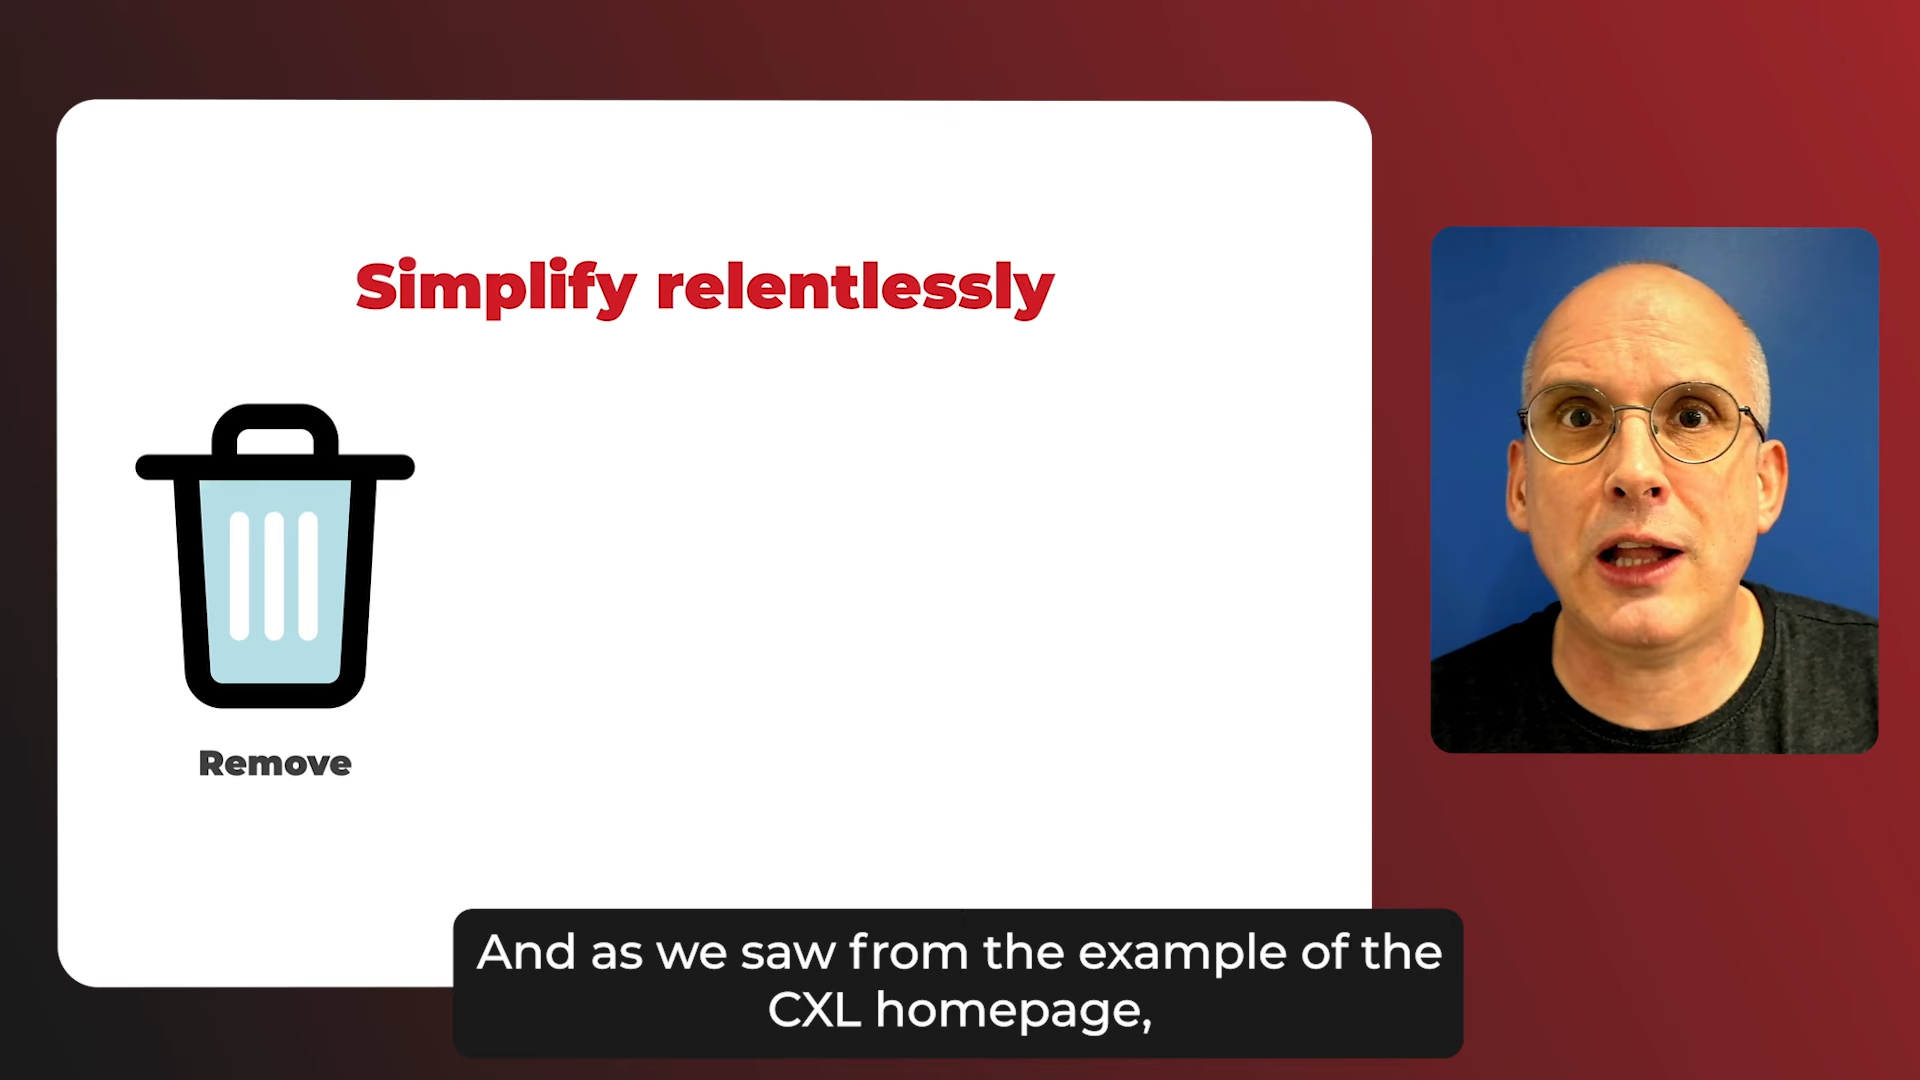 Simplify relentlessly
Remove
And as we saw from the example of the
CXL homepage,